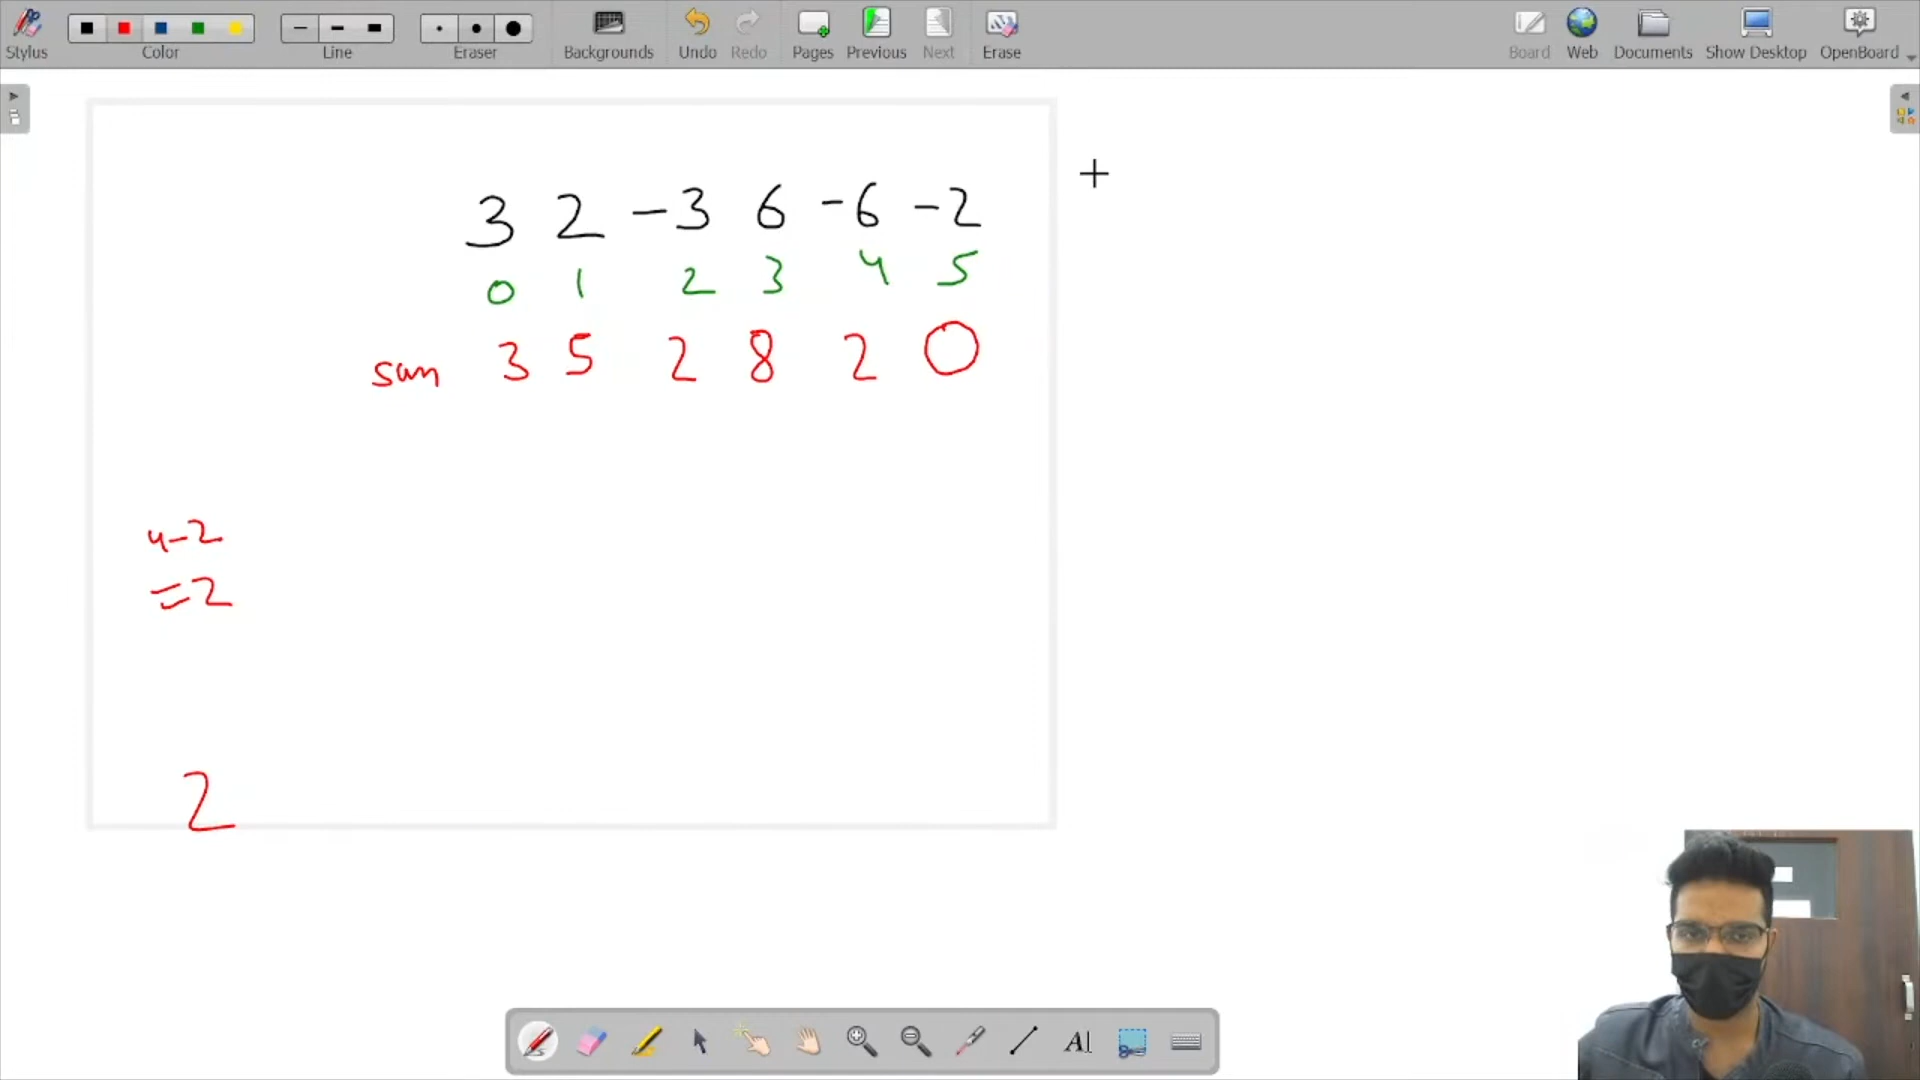 Stylus Color Line Eraser Backgrounds Undo Redo Pages Previous Next Erase Board Web Documents Show Desktop OpenBoard
3 2 -3 6 -6 -2
0 1 2 3 4 5
sum 3 5 2 8 2 0
4-2
=2
2
AI